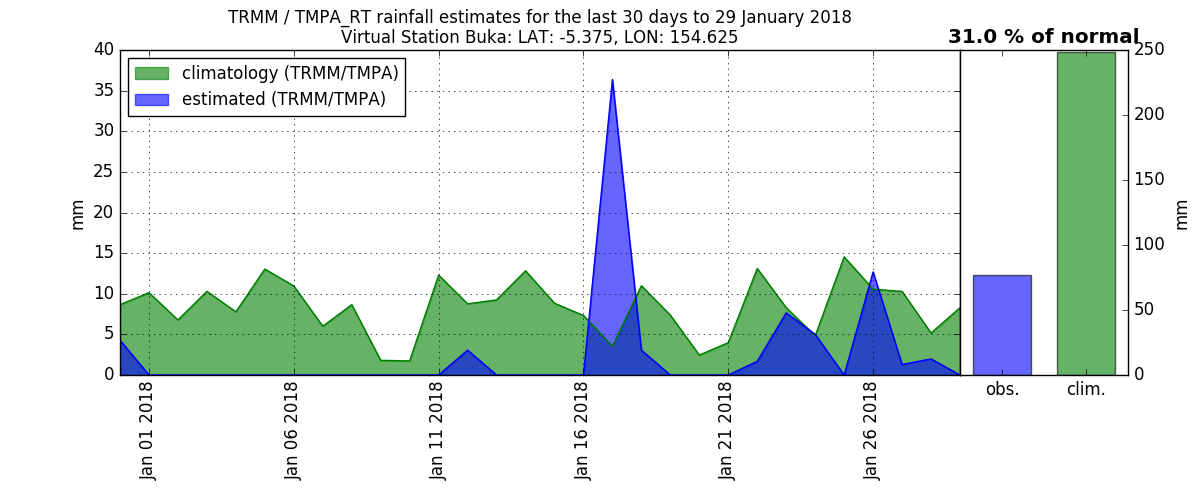 TRMM / TMPA_RT rainfall estimates for the last 30 days to 29 January 2018
Virtual Station Buka: LAT: -5.375, LON: 154.625
31.0 % of normal
climatology (TRMM/TMPA)
estimated (TRMM/TMPA)
40
35
30
25
20
15
10
5
0
mm
Jan 01 2018
Jan 06 2018
Jan 11 2018
Jan 16 2018
Jan 21 2018
Jan 26 2018
250
200
150
100
50
0
mm
obs.
clim.